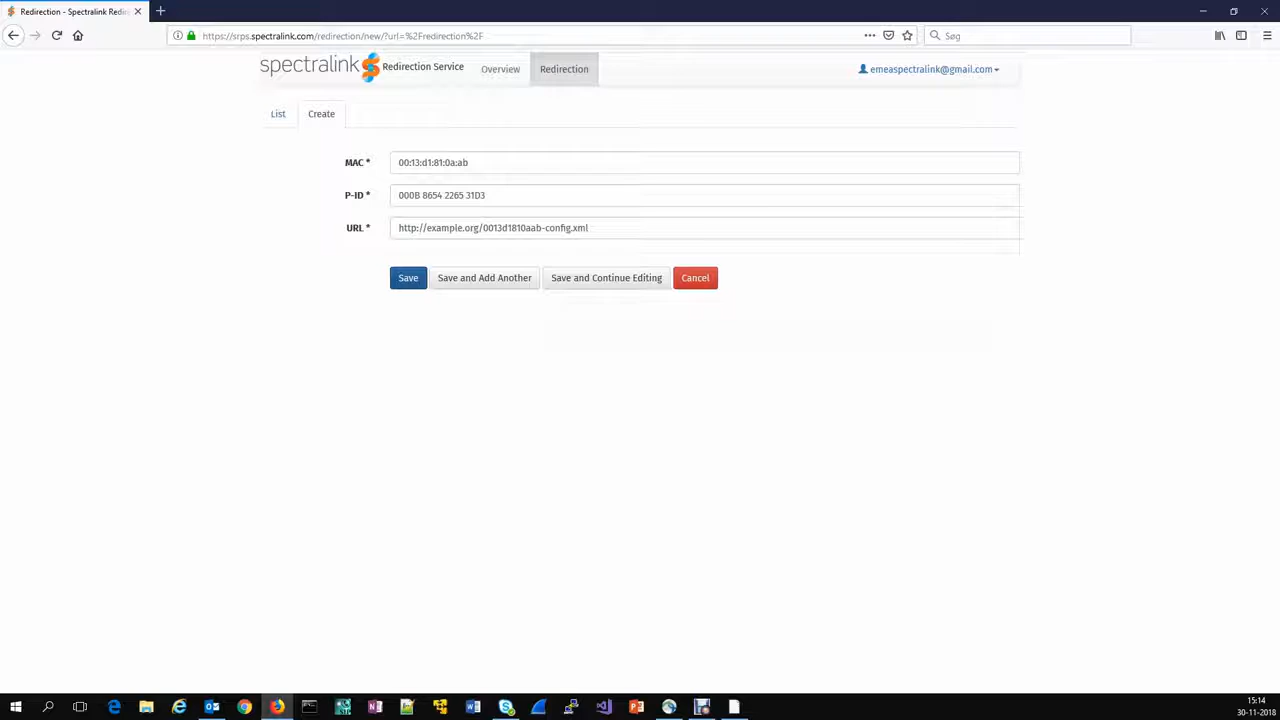 Redirection - Spectralink Redir
https://srps.spectralink.com/redirection/new/?url=%2Fredirection%2F
Søg
spectralink Redirection Service
Overview
Redirection
emeaspectralink@gmail.com
List
Create
MAC *
00:13:d1:81:0a:ab
P-ID *
000B 8654 2265 31D3
URL *
http://example.org/0013d1810aab-config.xml
Save
Save and Add Another
Save and Continue Editing
Cancel
15:14
30-11-2018